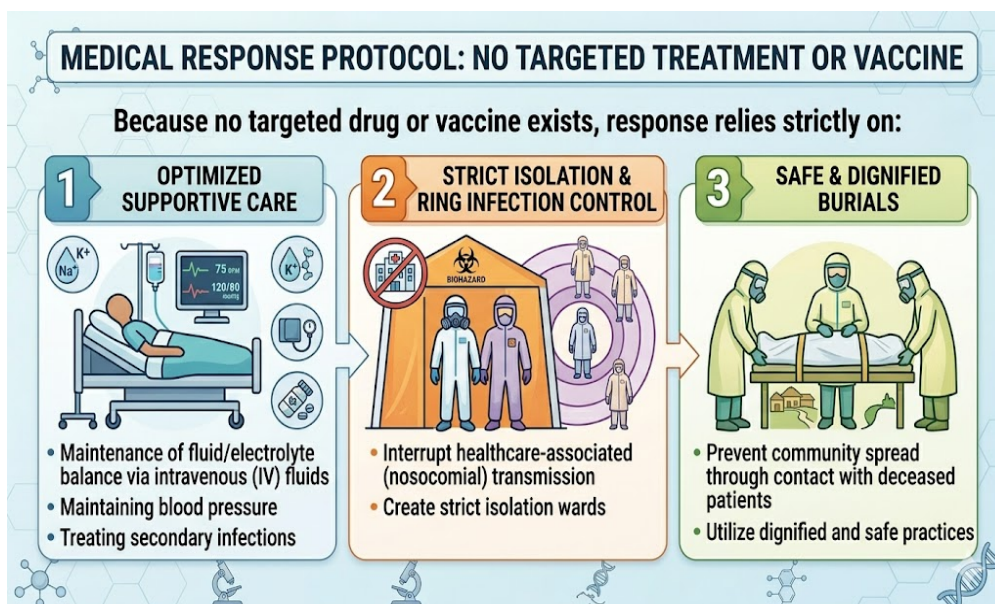 MEDICAL RESPONSE PROTOCOL: NO TARGETED TREATMENT OR VACCINE
Because no targeted drug or vaccine exists, response relies strictly on:
1
OPTIMIZED
SUPPORTIVE CARE
K+
Na+
75 BPM
120/80
K+
• Maintenance of fluid/electrolyte
balance via intravenous (IV) fluids
• Maintaining blood pressure
• Treating secondary infections
2
STRICT ISOLATION &
RING INFECTION CONTROL
BIOHAZARD
• Interrupt healthcare-associated
(nosocomial) transmission
• Create strict isolation wards
3
SAFE & DIGNIFIED
BURIALS
• Prevent community spread
through contact with deceased
patients
• Utilize dignified and safe practices